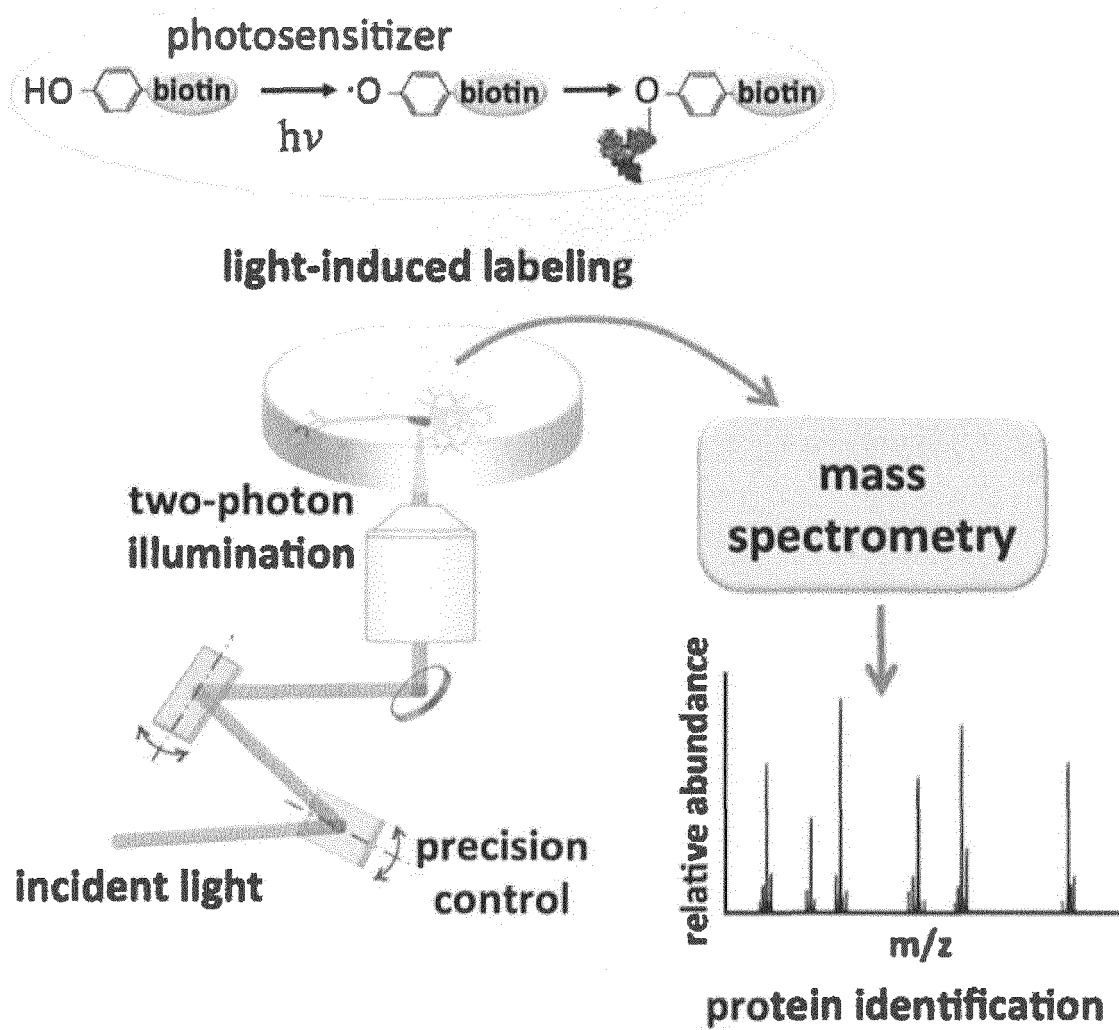 photosensitizer
HO biotin ·O biotin O biotin
hν
light-induced labeling
two-photon
illumination
mass
spectrometry
incident light
precision
control
relative abundance
m/z
protein identification